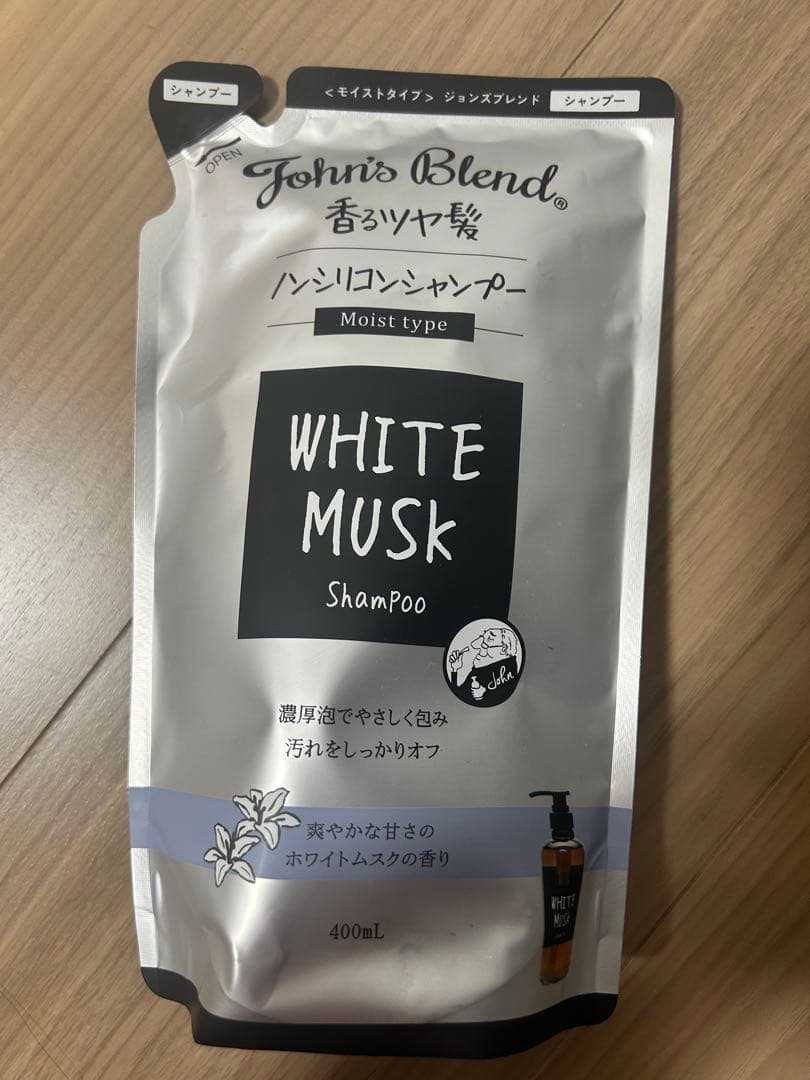 シャンプー
<モイストタイプ> ジョンズブレンド シャンプー
OPEN
John's Blend®
香るツヤ髪
ノンシリコンシャンプー
Moist type
WHITE
MUSK
Shampoo
John
濃厚泡でやさしく包み
汚れをしっかりオフ
爽やかな甘さの
ホワイトムスクの香り
WHITE
MUSK
400mL